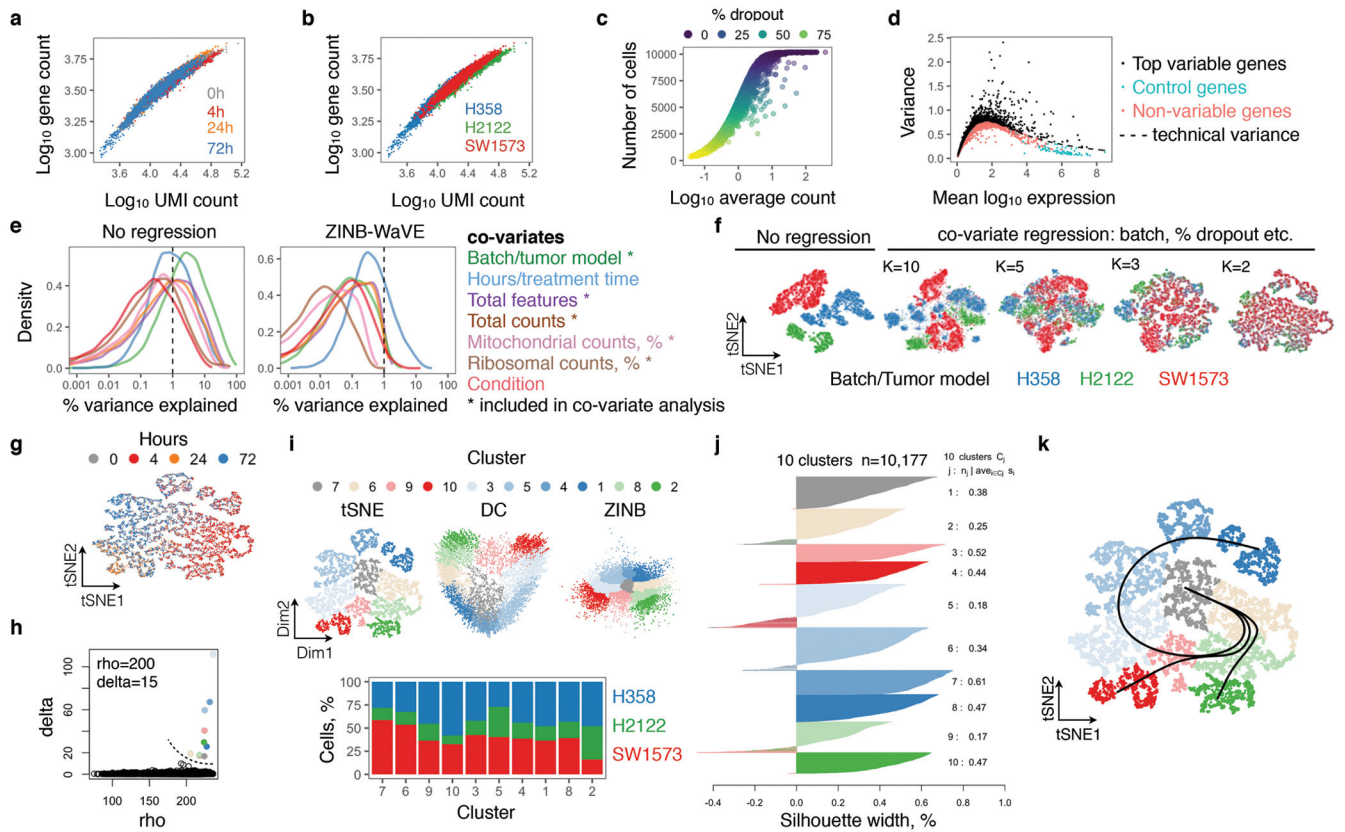 a
Log10 gene count
3.75
3.50
3.25
3.00
0h
4h
24h
72h
3.6 4.0 4.4 4.8 5.2
Log10 UMI count
b
Log10 gene count
3.75
3.50
3.25
3.00
H358
H2122
SW1573
3.6 4.0 4.4 4.8 5.2
Log10 UMI count
c
% dropout
0 25 50 75
Number of cells
10000
7500
5000
2500
0
-1 0 1 2
Log10 average count
d
Variance
2.5
2.0
1.5
1.0
0.5
0.0
0 2 4 6 8
Mean log10 expression
Top variable genes
Control genes
Non-variable genes
technical variance
e
No regression
Density
0.4
0.2
0.0
0.001 0.10 1 10 100
% variance explained
ZINB-WaVE
0.6
0.4
0.2
0.0
0.001 0.10 1 10 100
% variance explained
co-variates
Batch/tumor model *
Hours/treatment time
Total features *
Total counts *
Mitochondrial counts, % *
Ribosomal counts, % *
Condition
* included in co-variate analysis
f
No regression
co-variate regression: batch, % dropout etc.
K=10
K=5
K=3
K=2
tSNE2
tSNE1
Batch/Tumor model H358 H2122 SW1573
g
Hours
0 4 24 72
tSNE2
tSNE1
h
rho=200
delta=15
delta
100
60
20
0
100 150 200
rho
i
Cluster
7 6 9 10 3 5 4 1 8 2
tSNE
DC
ZINB
Dim2
Dim1
Cells, %
100
75
50
25
0
H358
H2122
SW1573
7 6 9 10 3 5 4 1 8 2
Cluster
j
10 clusters n=10,177
10 clusters Cj
j : nj | avei∈Cj si
1 : 0.38
2 : 0.25
3 : 0.52
4 : 0.44
5 : 0.18
6 : 0.34
7 : 0.61
8 : 0.47
9 : 0.17
10 : 0.47
-0.4 0.0 0.2 0.4 0.6 0.8 1.0
Silhouette width, %
k
tSNE2
tSNE1